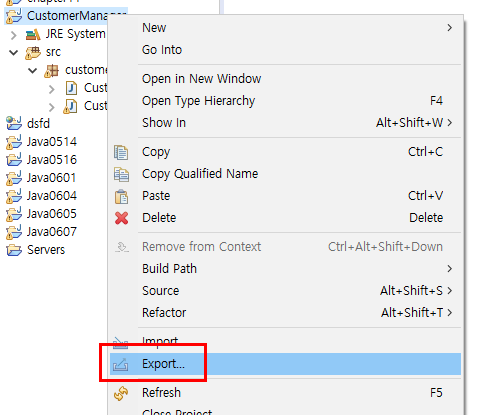 CustomerManager
JRE System
src
custome
Cust
Cust
dsfd
Java0514
Java0516
Java0601
Java0604
Java0605
Java0607
Servers
New
Go Into
Open in New Window
Open Type Hierarchy F4
Show In Alt+Shift+W
Copy Ctrl+C
Copy Qualified Name
Paste Ctrl+V
Delete Delete
Remove from Context Ctrl+Alt+Shift+Down
Build Path
Source Alt+Shift+S
Refactor Alt+Shift+T
Import...
Export...
Refresh F5
Close Project